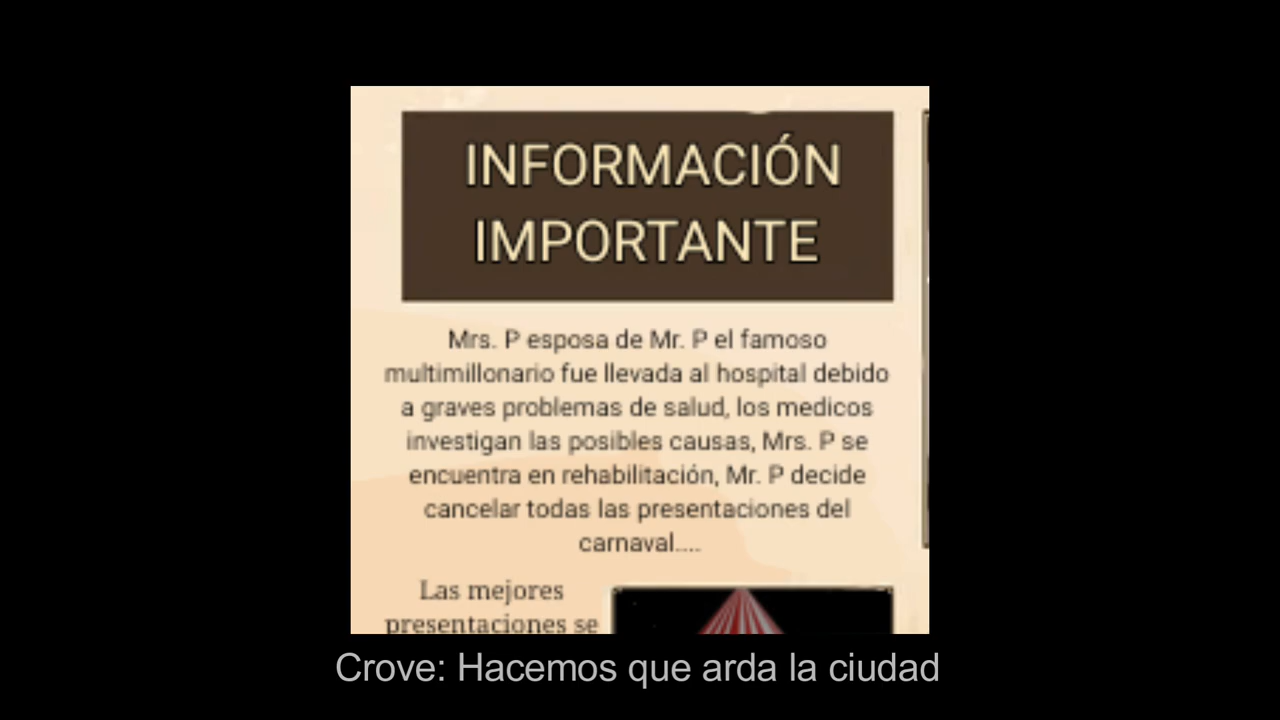 INFORMACIÓN
IMPORTANTE
Mrs. P esposa de Mr. P el famoso
multimillonario fue llevada al hospital debido
a graves problemas de salud, los medicos
investigan las posibles causas, Mrs. P se
encuentra en rehabilitación, Mr. P decide
cancelar todas las presentaciones del
carnaval.....
Las mejores
presentaciones se
Crove: Hacemos que arda la ciudad